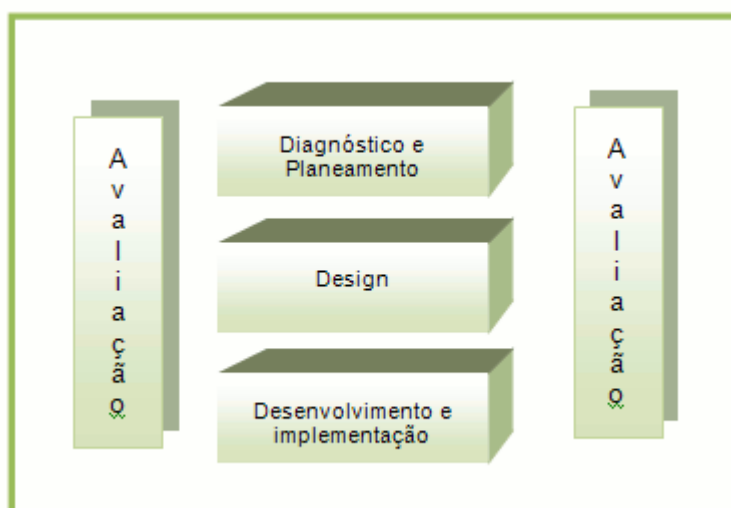 Avaliação
Diagnóstico e
Planeamento
Design
Desenvolvimento e
implementação
Avaliação